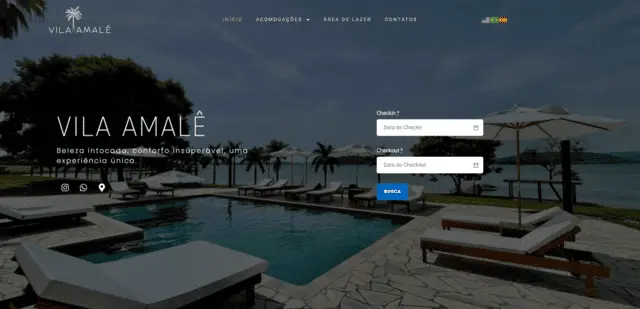 VILA AMALÊ
INÍCIO
ACOMODAÇÕES
ÁREA DE LAZER
CONTATOS
VILA AMALÊ
Beleza intocada, conforto insuperável, uma
experiência única.
Checkin *
Data do Checkin
Checkout *
Data do Checkout
BUSCA